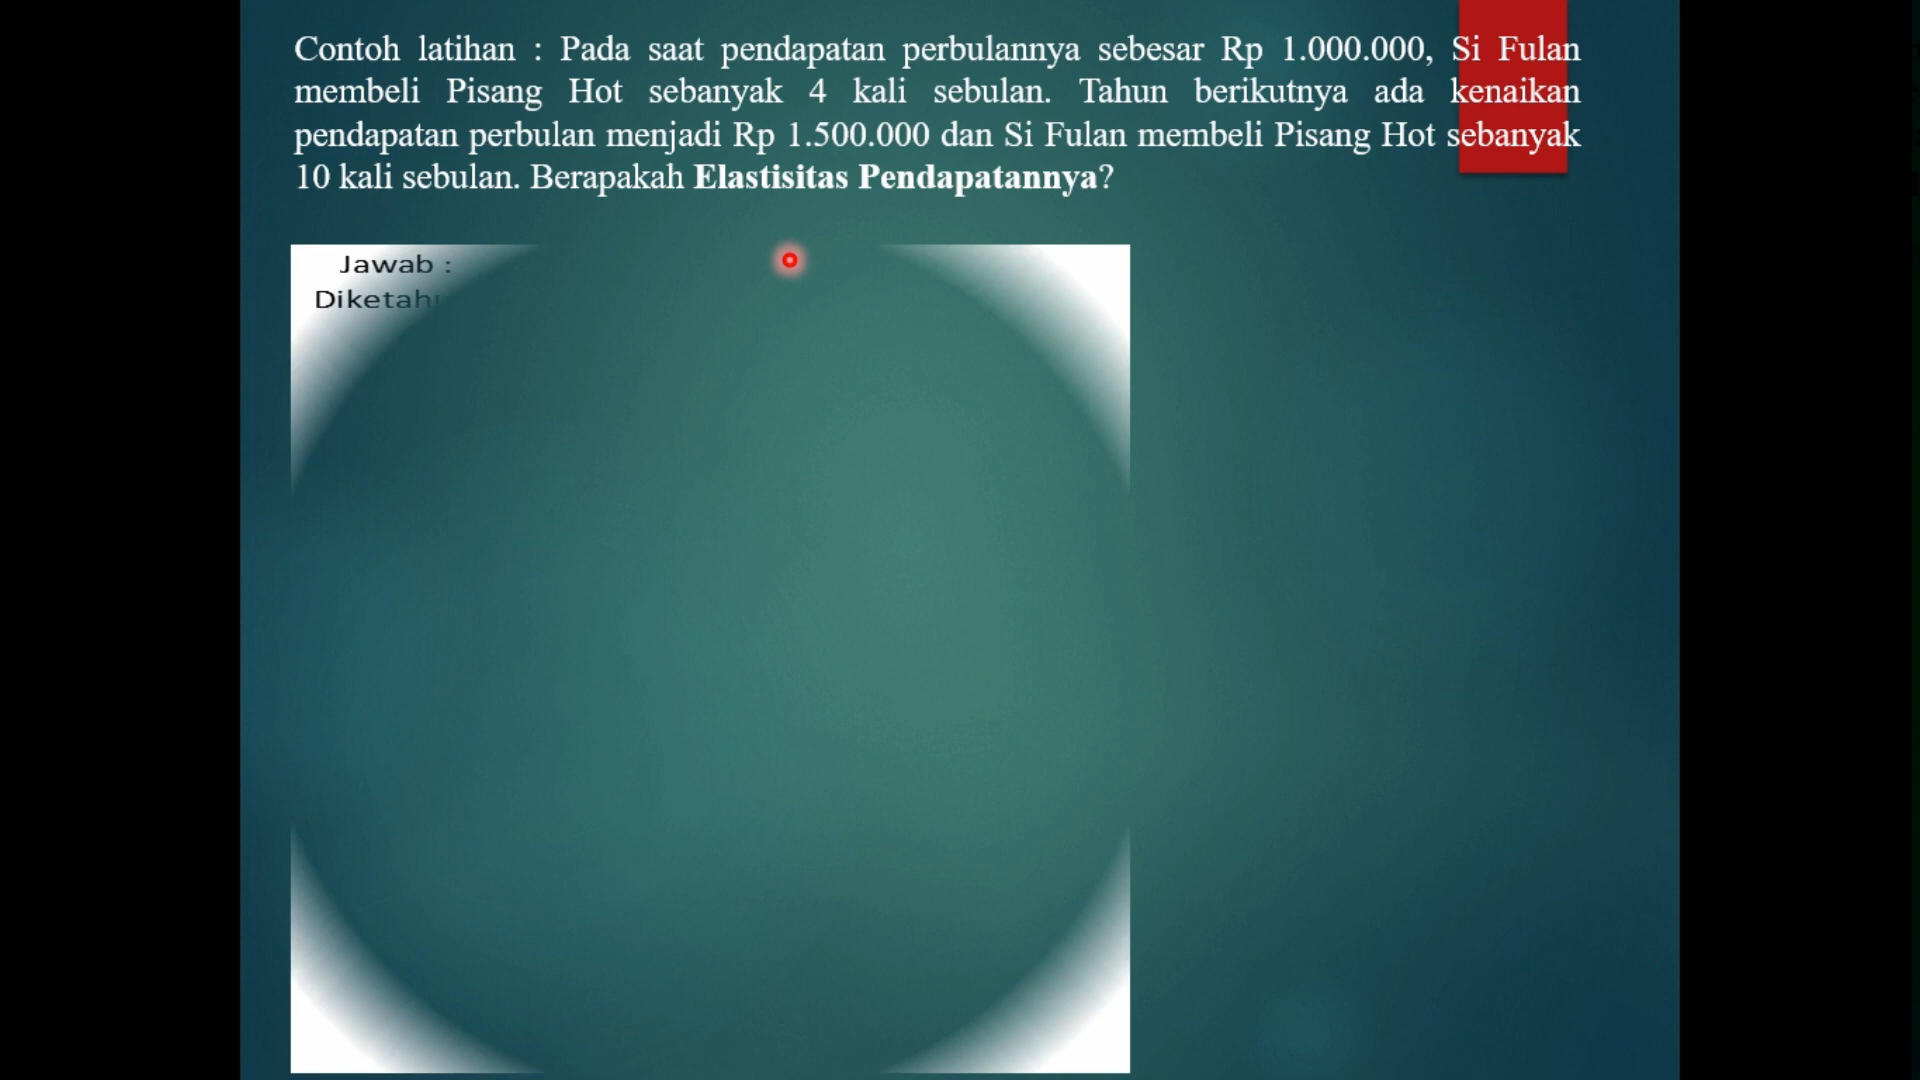 Contoh latihan : Pada saat pendapatan perbulannya sebesar Rp 1.000.000, Si Fulan
membeli Pisang Hot sebanyak 4 kali sebulan. Tahun berikutnya ada kenaikan
pendapatan perbulan menjadi Rp 1.500.000 dan Si Fulan membeli Pisang Hot sebanyak
10 kali sebulan. Berapakah Elastisitas Pendapatannya?
Jawab :